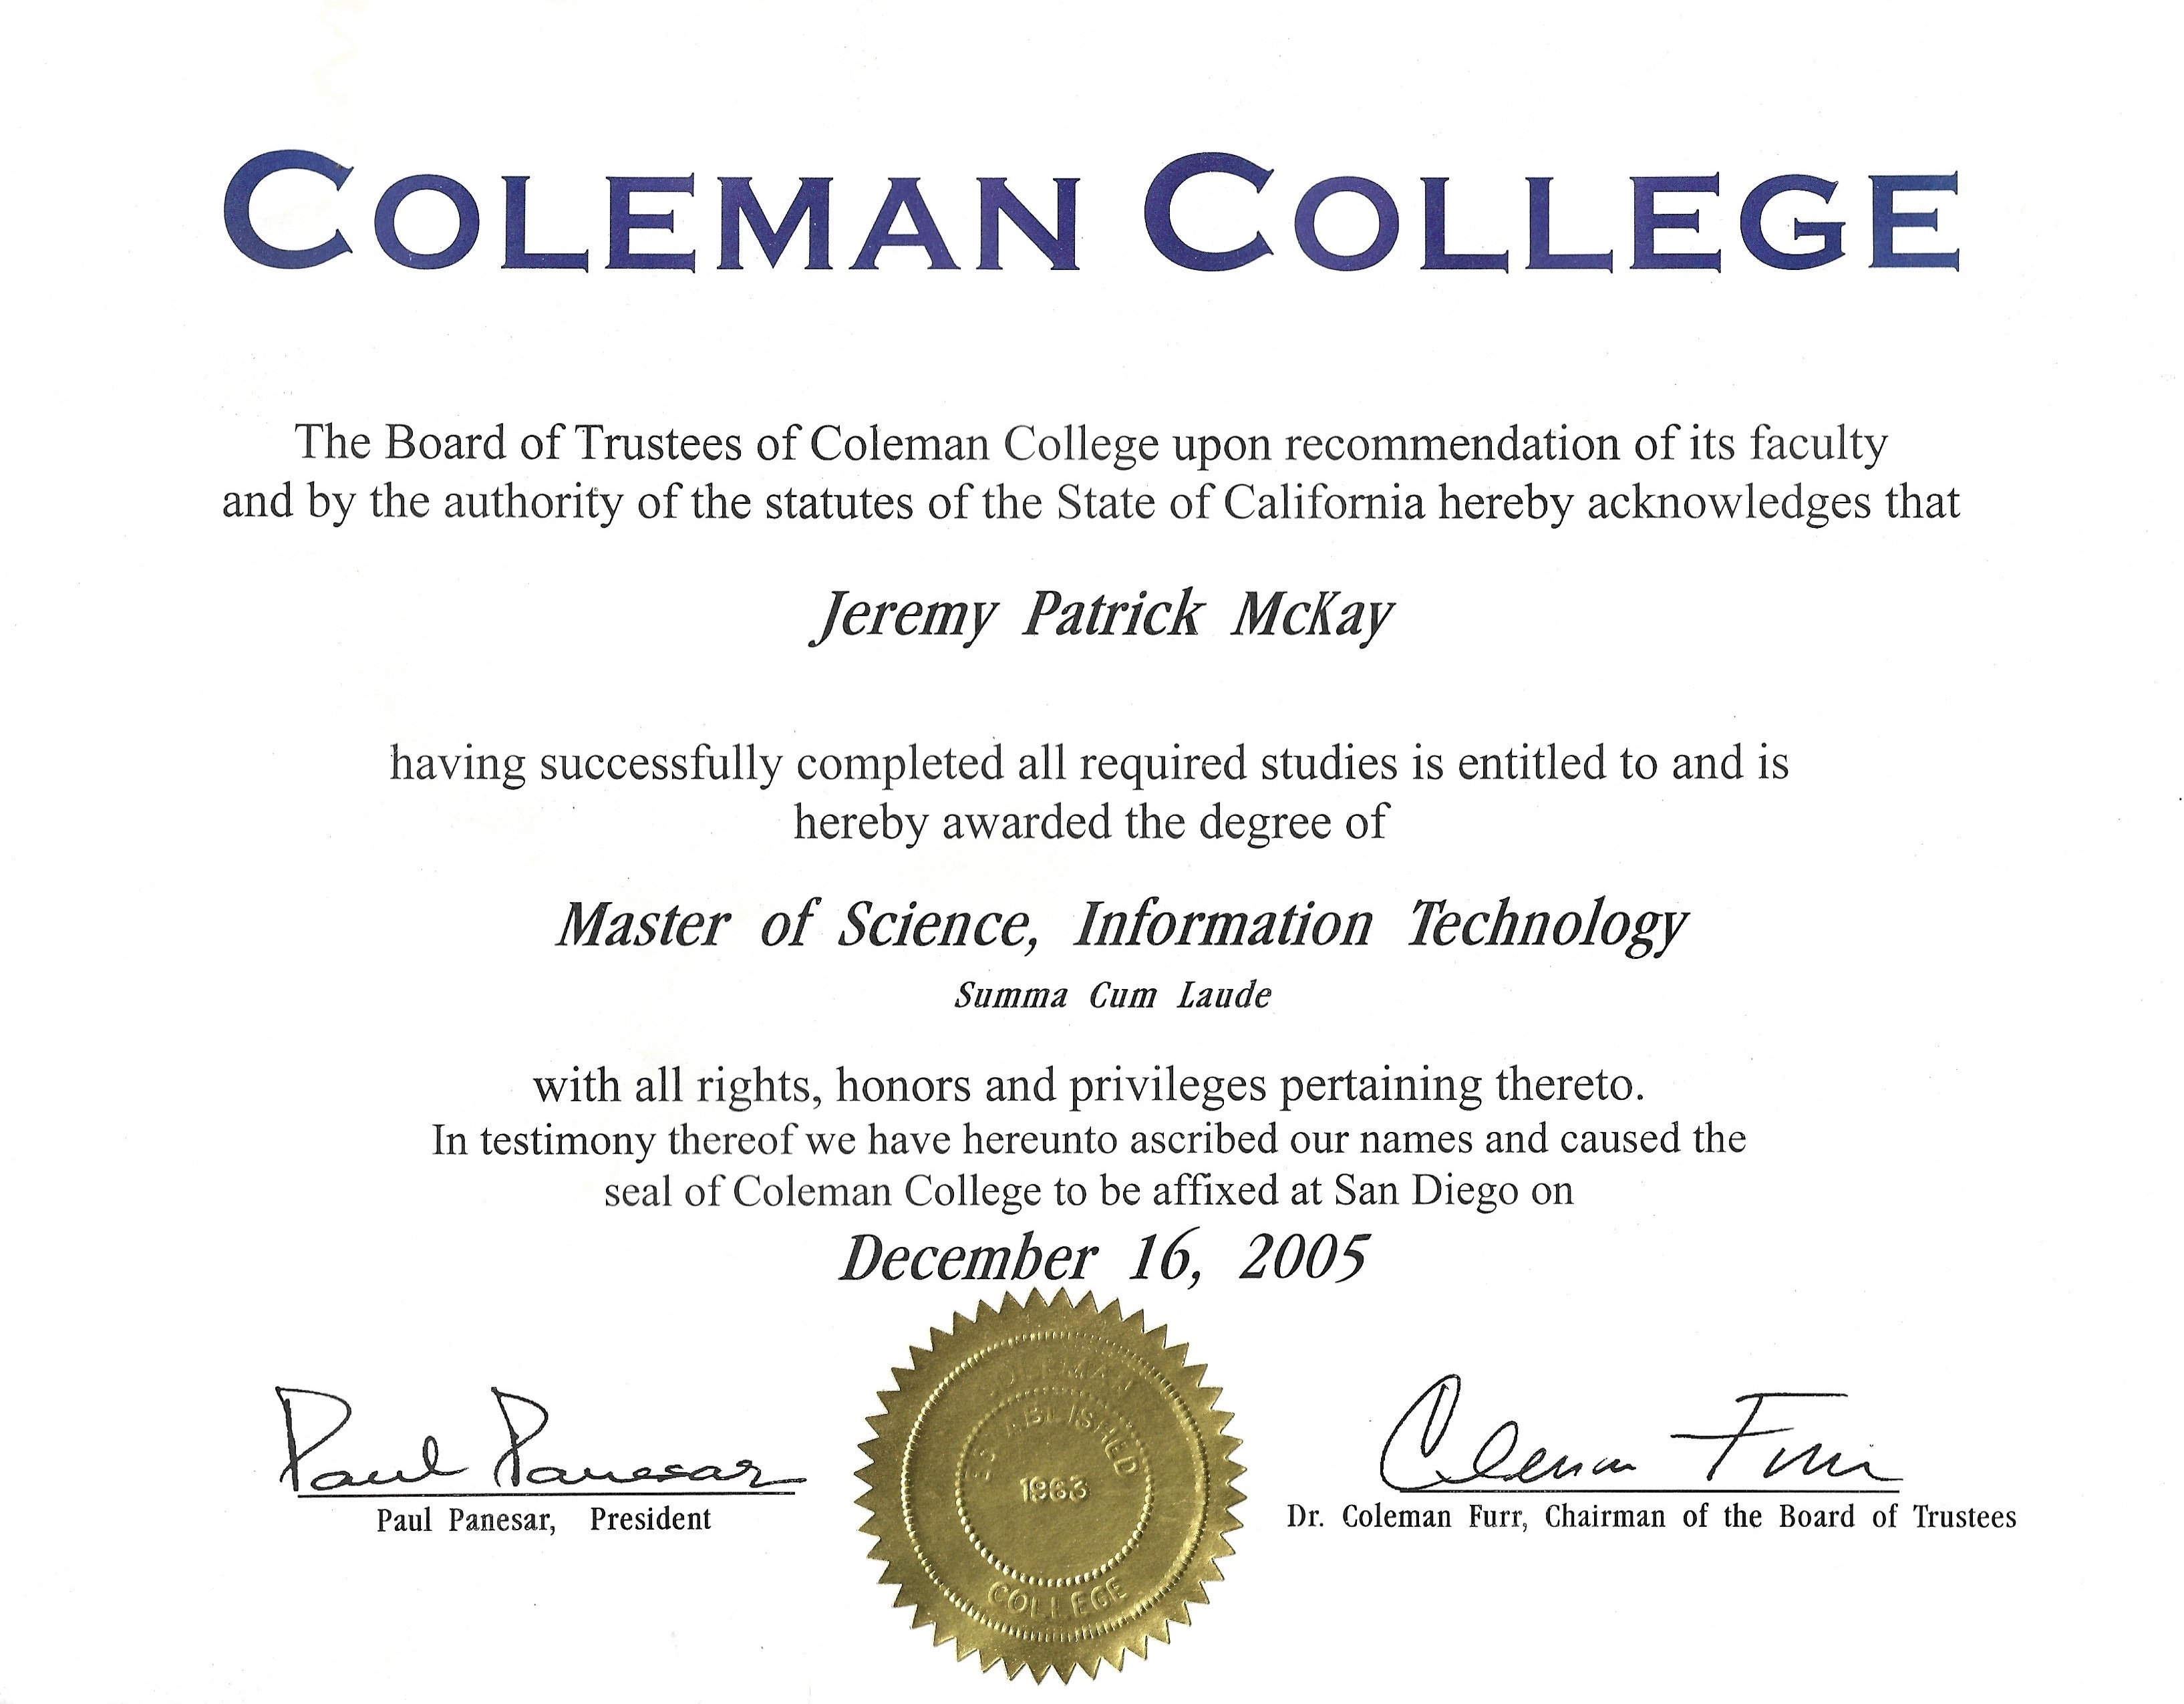 COLEMAN COLLEGE
The Board of Trustees of Coleman College upon recommendation of its faculty
and by the authority of the statutes of the State of California hereby acknowledges that
Jeremy Patrick McKay
having successfully completed all required studies is entitled to and is
hereby awarded the degree of
Master of Science, Information Technology
Summa Cum Laude
with all rights, honors and privileges pertaining thereto.
In testimony thereof we have hereunto ascribed our names and caused the
seal of Coleman College to be affixed at San Diego on
December 16, 2005
COLEMAN
ESTABLISHED
1963
COLLEGE
Paul Panesar
Paul Panesar, President
Coleman Furr
Dr. Coleman Furr, Chairman of the Board of Trustees